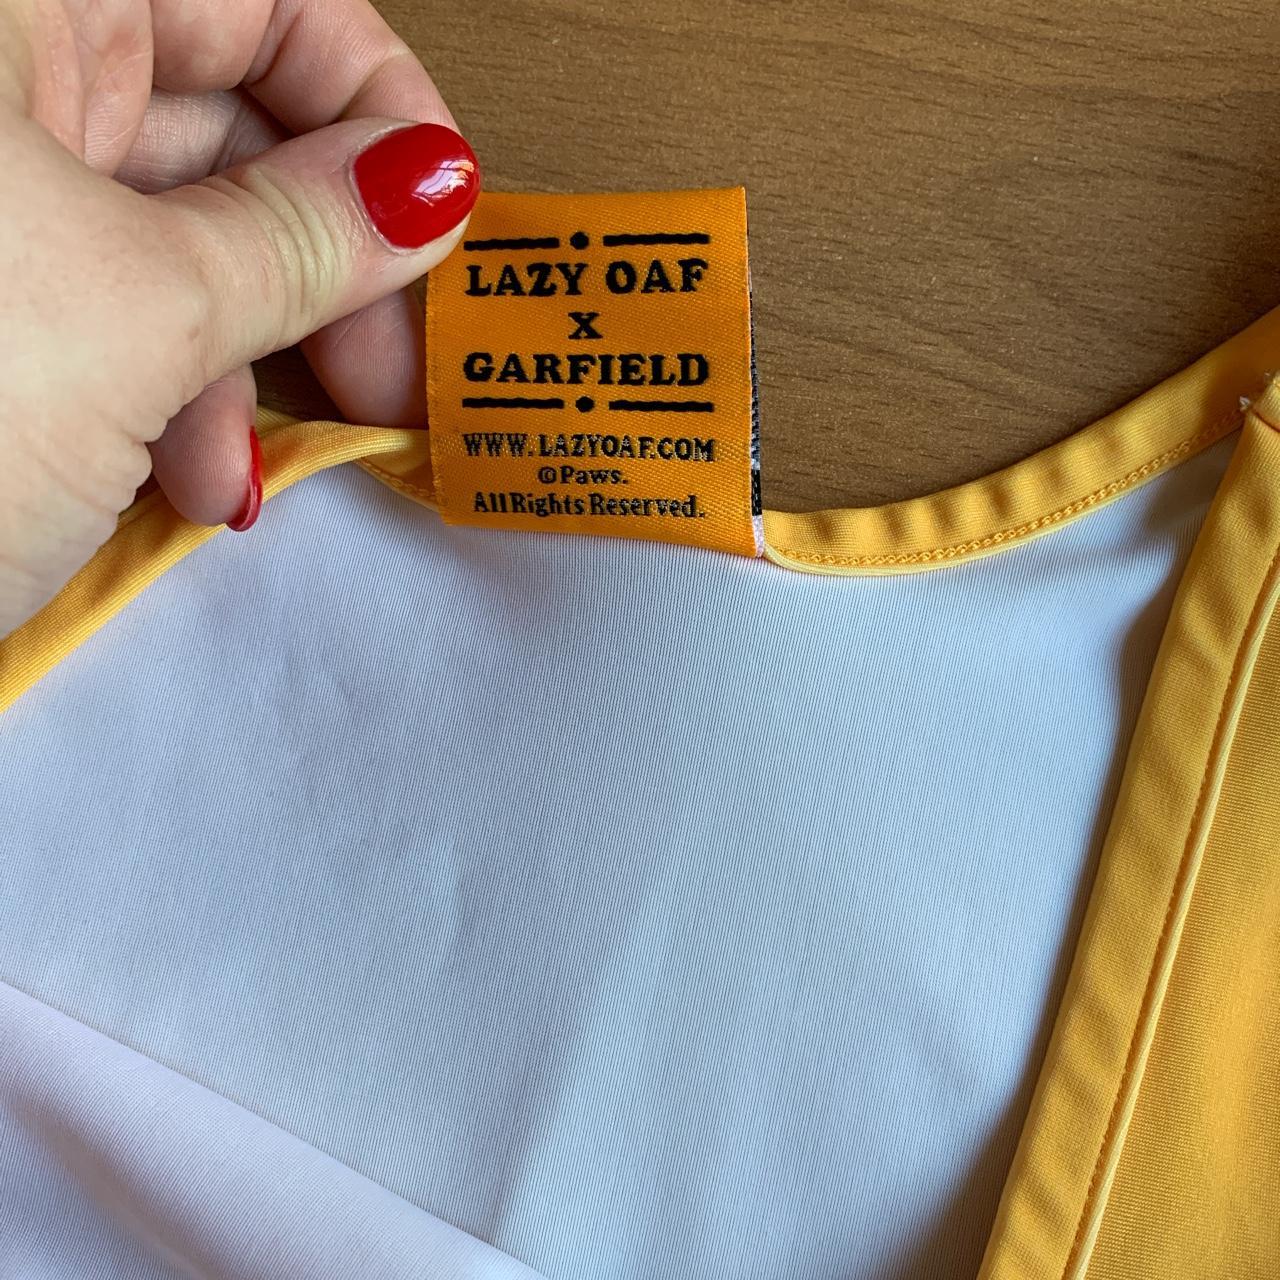 LAZY OAF
X
GARFIELD
WWW.LAZYOAF.COM
©Paws.
All Rights Reserved.